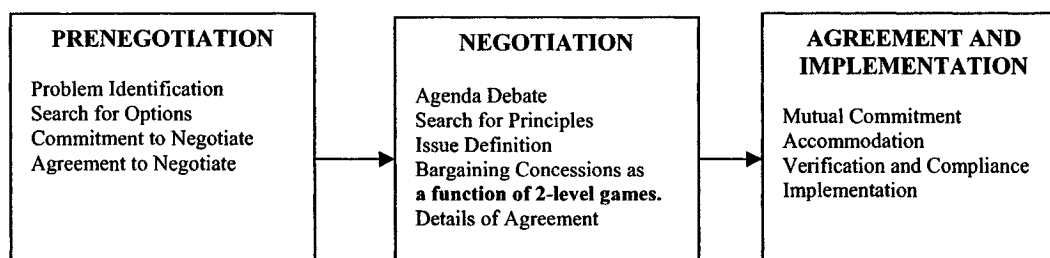 PRENEGOTIATION
Problem Identification
Search for Options
Commitment to Negotiate
Agreement to Negotiate
NEGOTIATION
Agenda Debate
Search for Principles
Issue Definition
Bargaining Concessions as
a function of 2-level games.
Details of Agreement
AGREEMENT AND
IMPLEMENTATION
Mutual Commitment
Accommodation
Verification and Compliance
Implementation